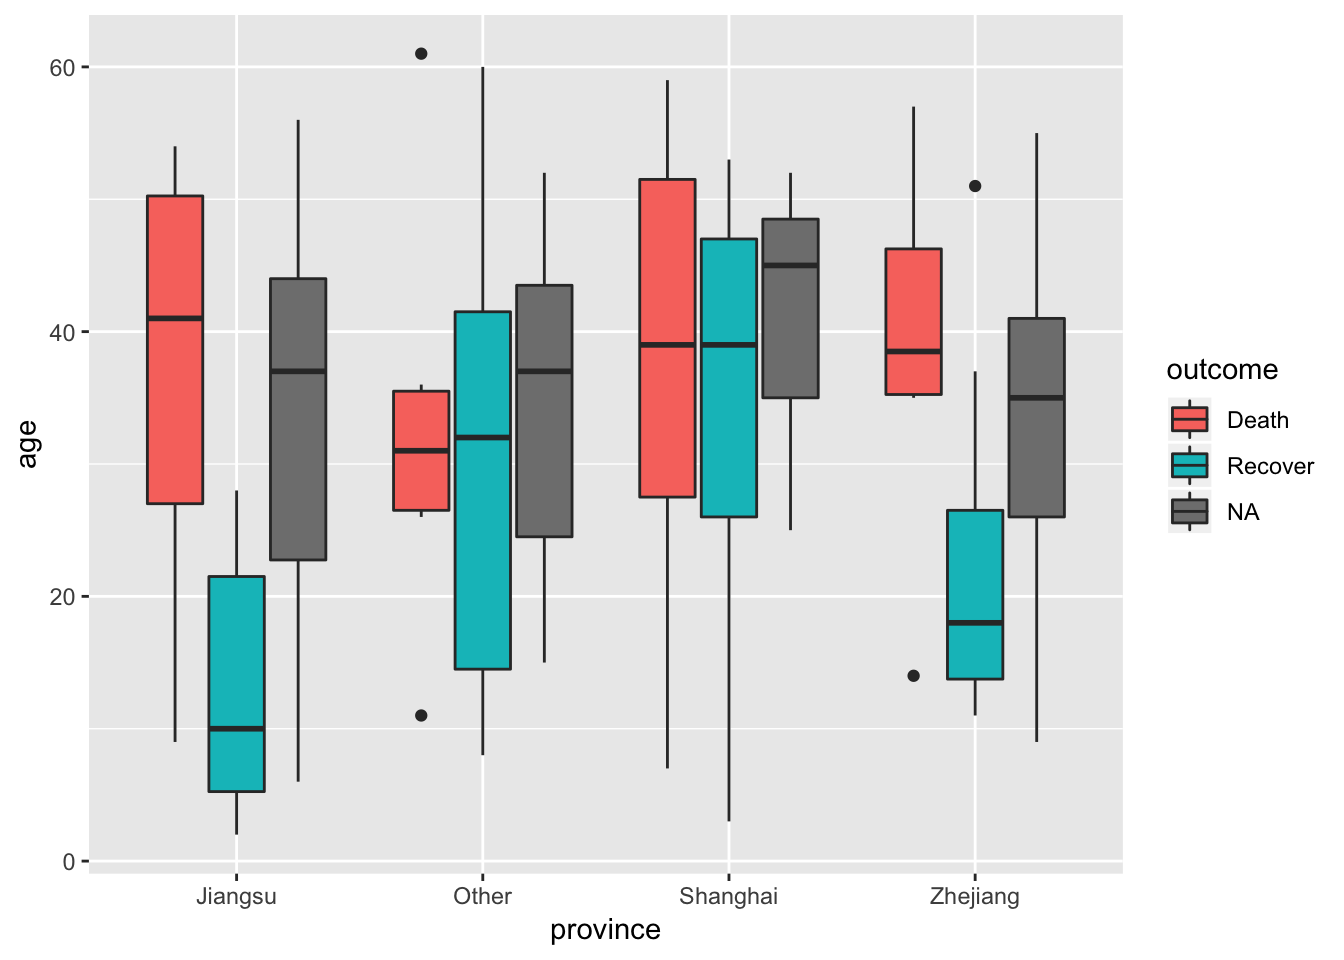 60
40
20
0
age
Jiangsu
Other
Shanghai
Zhejiang
province
outcome
Death
Recover
NA